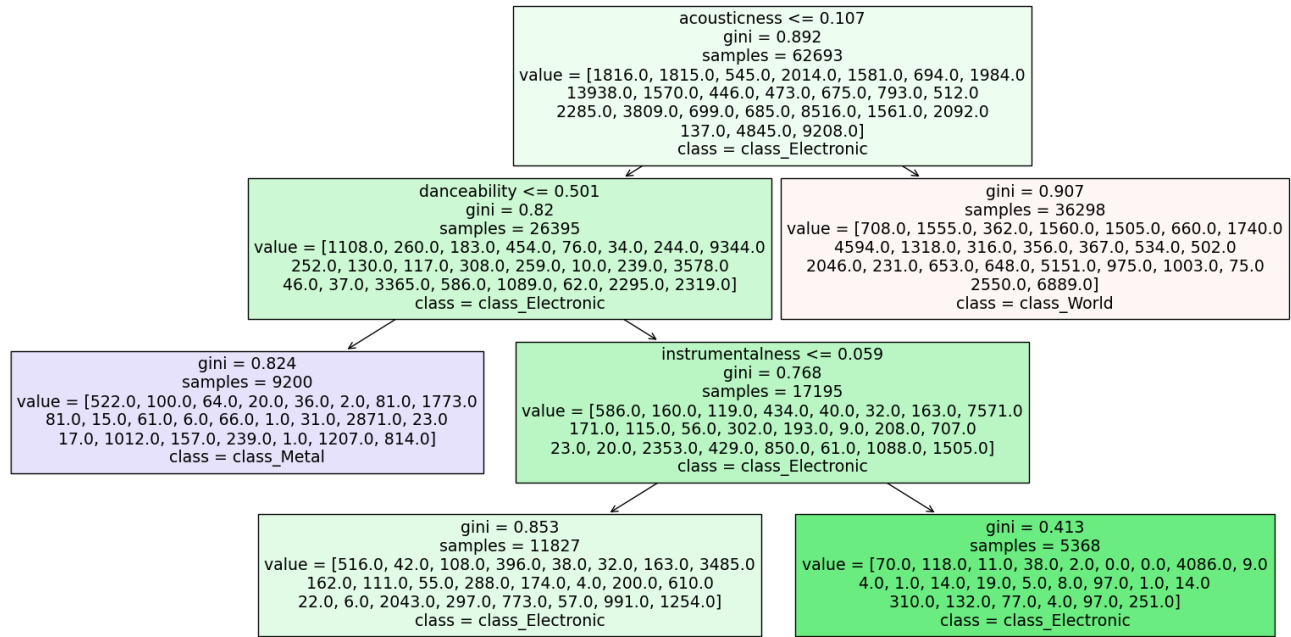 acousticness <= 0.107
gini = 0.892
samples = 62693
value = [1816.0, 1815.0, 545.0, 2014.0, 1581.0, 694.0, 1984.0
13938.0, 1570.0, 446.0, 473.0, 675.0, 793.0, 512.0
2285.0, 3809.0, 699.0, 685.0, 8516.0, 1561.0, 2092.0
137.0, 4845.0, 9208.0]
class = class_Electronic
danceability <= 0.501
gini = 0.82
samples = 26395
value = [1108.0, 260.0, 183.0, 454.0, 76.0, 34.0, 244.0, 9344.0
252.0, 130.0, 117.0, 308.0, 259.0, 10.0, 239.0, 3578.0
46.0, 37.0, 3365.0, 586.0, 1089.0, 62.0, 2295.0, 2319.0]
class = class_Electronic
gini = 0.907
samples = 36298
value = [708.0, 1555.0, 362.0, 1560.0, 1505.0, 660.0, 1740.0
4594.0, 1318.0, 316.0, 356.0, 367.0, 534.0, 502.0
2046.0, 231.0, 653.0, 648.0, 5151.0, 975.0, 1003.0, 75.0
2550.0, 6889.0]
class = class_World
gini = 0.824
samples = 9200
value = [522.0, 100.0, 64.0, 20.0, 36.0, 2.0, 81.0, 1773.0
81.0, 15.0, 61.0, 6.0, 66.0, 1.0, 31.0, 2871.0, 23.0
17.0, 1012.0, 157.0, 239.0, 1.0, 1207.0, 814.0]
class = class_Metal
instrumentalness <= 0.059
gini = 0.768
samples = 17195
value = [586.0, 160.0, 119.0, 434.0, 40.0, 32.0, 163.0, 7571.0
171.0, 115.0, 56.0, 302.0, 193.0, 9.0, 208.0, 707.0
23.0, 20.0, 2353.0, 429.0, 850.0, 61.0, 1088.0, 1505.0]
class = class_Electronic
gini = 0.853
samples = 11827
value = [516.0, 42.0, 108.0, 396.0, 38.0, 32.0, 163.0, 3485.0
162.0, 111.0, 55.0, 288.0, 174.0, 4.0, 200.0, 610.0
22.0, 6.0, 2043.0, 297.0, 773.0, 57.0, 991.0, 1254.0]
class = class_Electronic
gini = 0.413
samples = 5368
value = [70.0, 118.0, 11.0, 38.0, 2.0, 0.0, 0.0, 4086.0, 9.0
4.0, 1.0, 14.0, 19.0, 5.0, 8.0, 97.0, 1.0, 14.0
310.0, 132.0, 77.0, 4.0, 97.0, 251.0]
class = class_Electronic